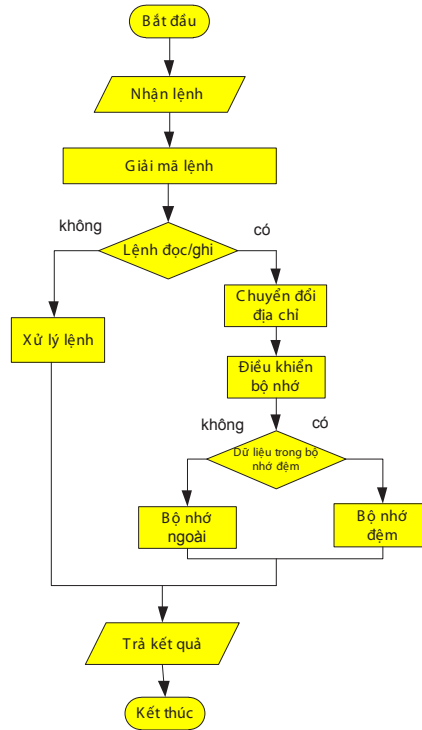 Bắt đầu
Nhận lệnh
Giải mã lệnh
không
có
Lệnh đọc/ghi
Chuyển đổi
địa chỉ
Xử lý lệnh
Điều khiển
bộ nhớ
không
có
Dữ liệu trong bộ
nhớ đệm
Bộ nhớ
ngoài
Bộ nhớ
đệm
Trả kết quả
Kết thúc